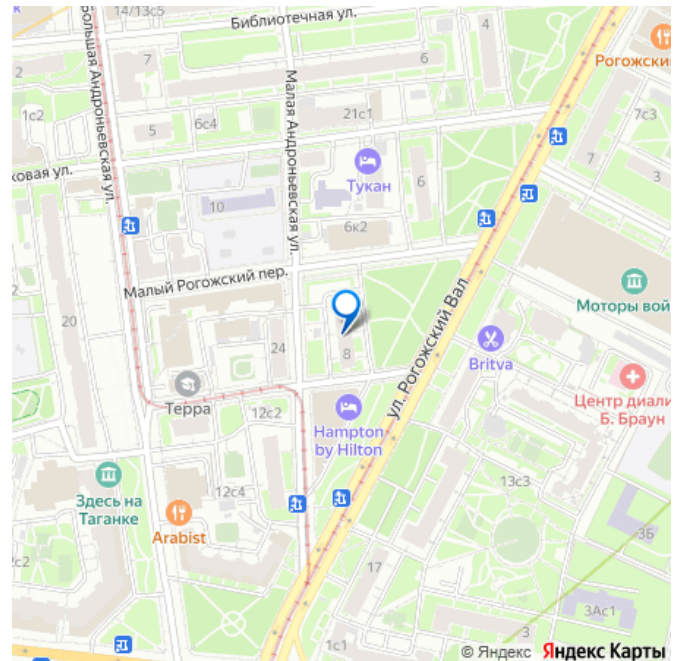 14/13с5
Библиотечная ул.
4
6
Рогожски
2
Большая Андроньевская ул.
Малая Андроньевская ул.
1с2
5
6с4
21с1
7с3
7
3
ховая ул.
Тукан
6
10
6к2
Малый Рогожский пер.
ул. Рогожский Вал
Моторы вой
20
24
8
Britva
Терра
12с2
Hampton
by Hilton
Центр диали
Б. Браун
Здесь на
Таганке
12с4
Arabist
13с3
2с2
17
3Б
3Ас1
3
1с1
2
© Яндекс Яндекс Карты